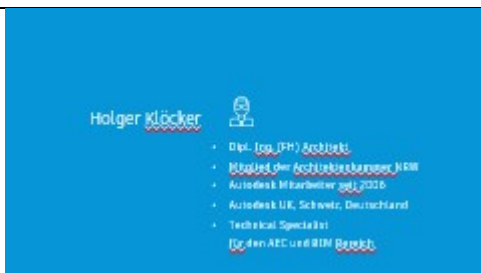 Holger Klöcker
• Dipl. Ing. (FH) Architekt
• Mitglied der Architektenkammer NRW
• Autodesk Mitarbeiter seit 2006
• Autodesk UK, Schweiz, Deutschland
• Technical Specialist
für den AEC und BIM Bereich